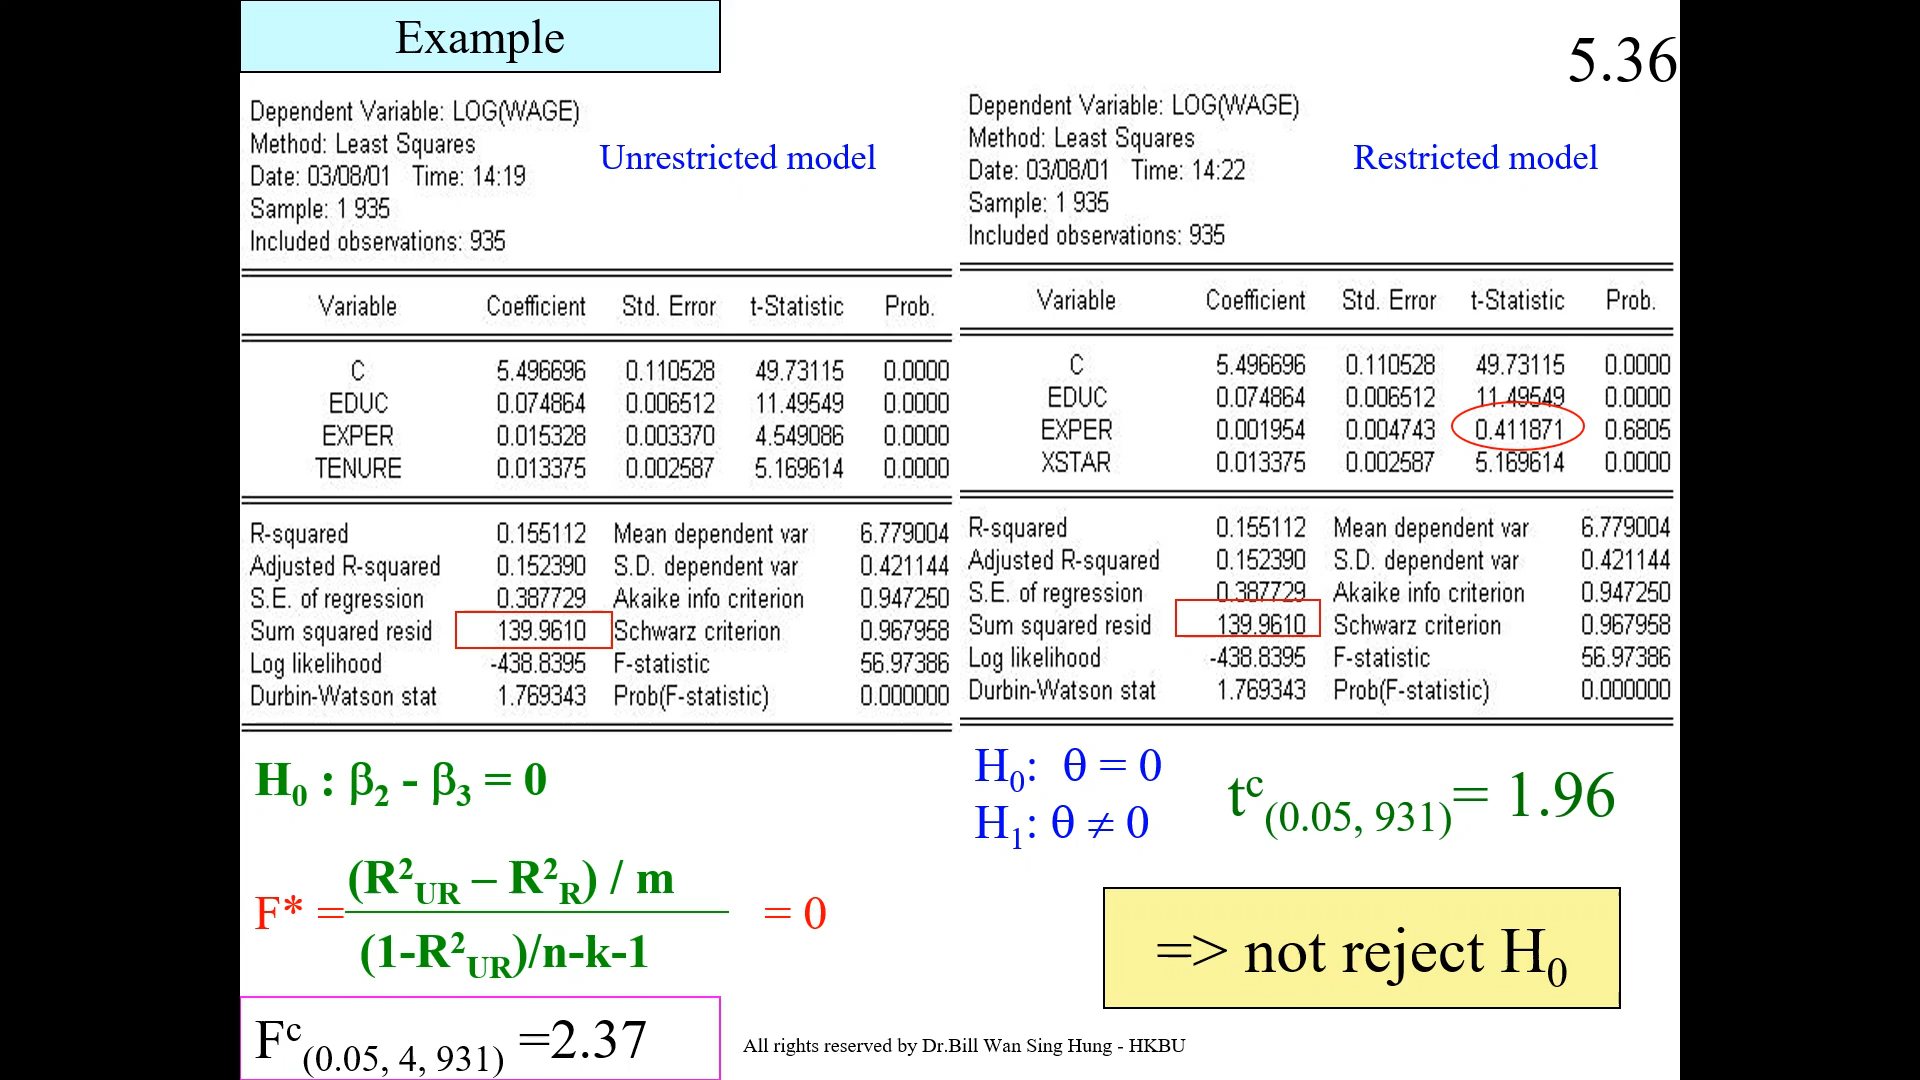 Example
5.36
Dependent Variable: LOG(WAGE)
Method: Least Squares
Date: 03/08/01 Time: 14:19
Sample: 1 935
Included observations: 935
Unrestricted model
Variable Coefficient Std. Error t-Statistic Prob.
C 5.496696 0.110528 49.73115 0.0000
EDUC 0.074864 0.006512 11.49549 0.0000
EXPER 0.015328 0.003370 4.549086 0.0000
TENURE 0.013375 0.002587 5.169614 0.0000
R-squared 0.155112 Mean dependent var 6.779004
Adjusted R-squared 0.152390 S.D. dependent var 0.421144
S.E. of regression 0.387729 Akaike info criterion 0.947250
Sum squared resid 139.9610 Schwarz criterion 0.967958
Log likelihood -438.8395 F-statistic 56.97386
Durbin-Watson stat 1.769343 Prob(F-statistic) 0.000000
Dependent Variable: LOG(WAGE)
Method: Least Squares
Date: 03/08/01 Time: 14:22
Sample: 1 935
Included observations: 935
Restricted model
Variable Coefficient Std. Error t-Statistic Prob.
C 5.496696 0.110528 49.73115 0.0000
EDUC 0.074864 0.006512 11.49549 0.0000
EXPER 0.001954 0.004743 0.411871 0.6805
XSTAR 0.013375 0.002587 5.169614 0.0000
R-squared 0.155112 Mean dependent var 6.779004
Adjusted R-squared 0.152390 S.D. dependent var 0.421144
S.E. of regression 0.387729 Akaike info criterion 0.947250
Sum squared resid 139.9610 Schwarz criterion 0.967958
Log likelihood -438.8395 F-statistic 56.97386
Durbin-Watson stat 1.769343 Prob(F-statistic) 0.000000
H₀ : β₂ - β₃ = 0
(R²UR – R²R) / m
F* = = 0
(1-R²UR)/n-k-1
Fᶜ(0.05, 4, 931) =2.37
H₀: θ = 0
H₁: θ ≠ 0
tᶜ(0.05, 931)= 1.96
=> not reject H₀
All rights reserved by Dr.Bill Wan Sing Hung - HKBU